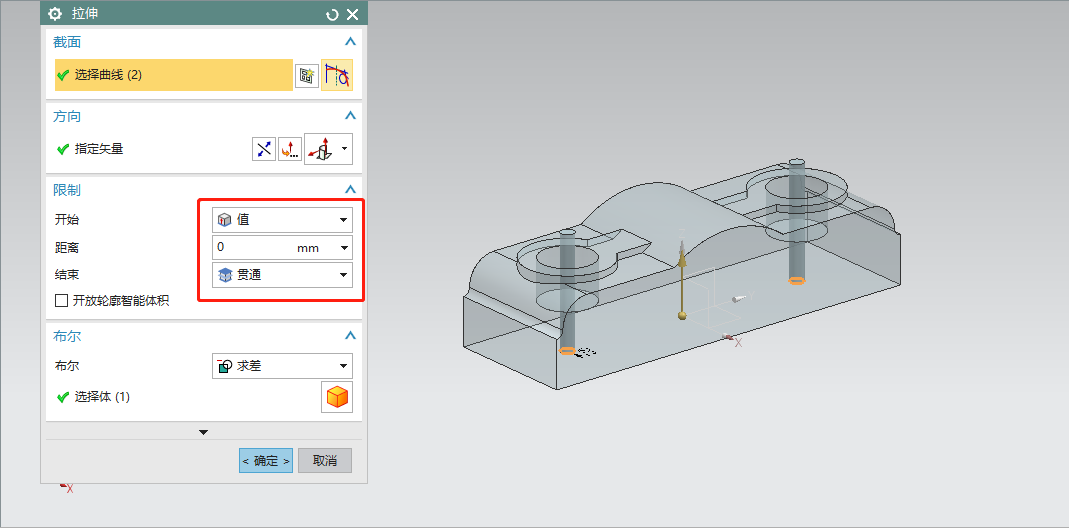 拉伸
截面
选择曲线 (2)
方向
指定矢量
限制
开始 值
距离 0 mm
结束 贯通
开放轮廓智能体积
布尔
布尔 求差
选择体 (1)
< 确定 > 取消
X
X